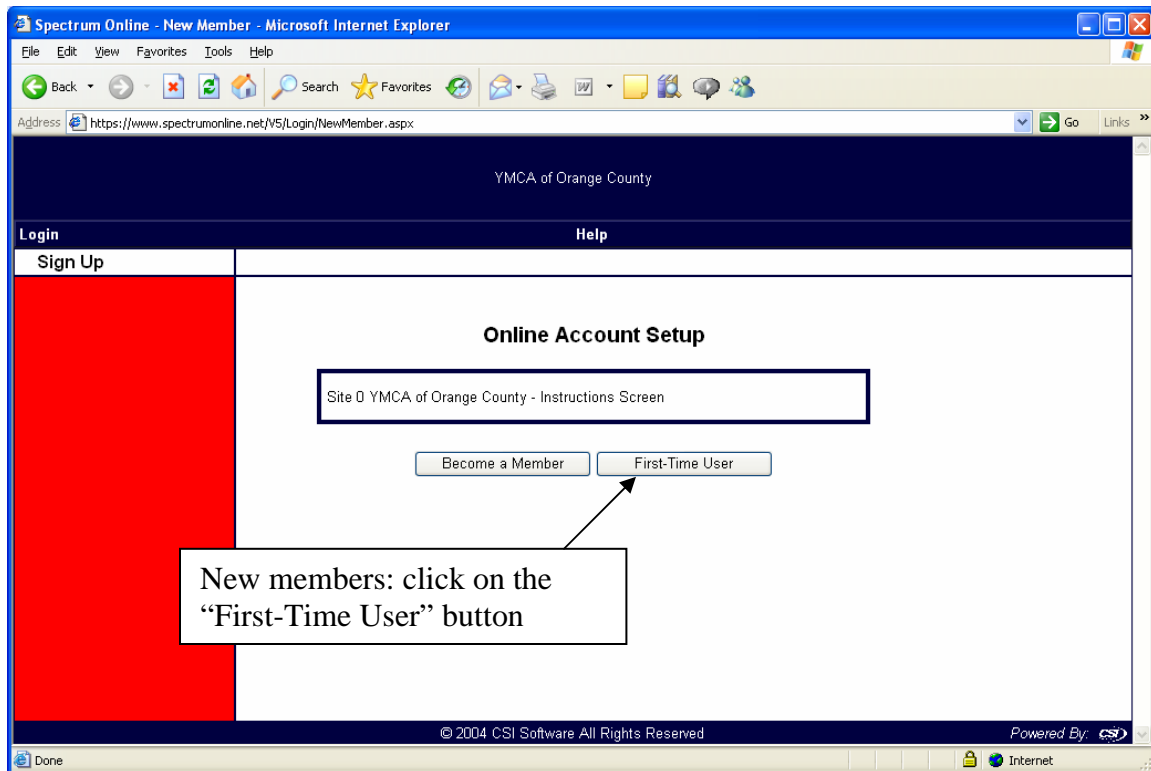 Spectrum Online - New Member - Microsoft Internet Explorer
File Edit View Favorites Tools Help
Back Search Favorites
Address https://www.spectrumonline.net/V5/Login/NewMember.aspx Go Links »
YMCA of Orange County
Login Help
Sign Up
Online Account Setup
Site 0 YMCA of Orange County - Instructions Screen
Become a Member First-Time User
New members: click on the
“First-Time User” button
© 2004 CSI Software All Rights Reserved Powered By: CSI
Done Internet